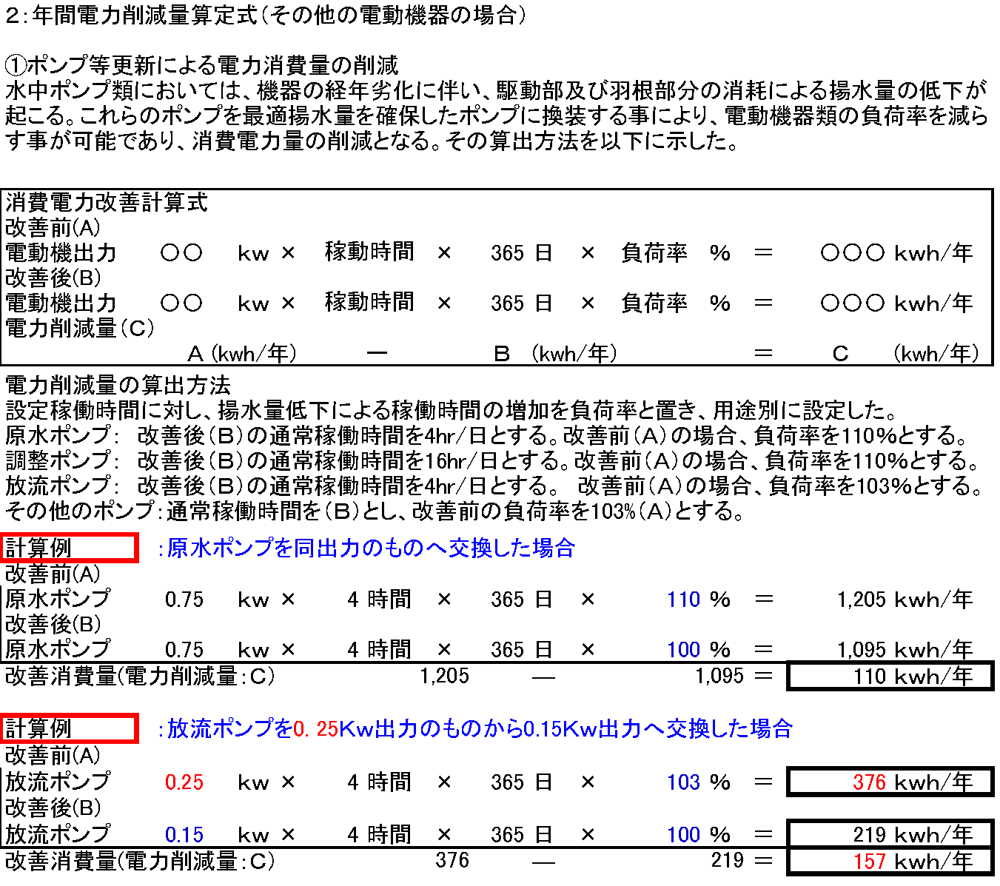 ２：年間電力削減量算定式（その他の電動機器の場合）
①ポンプ等更新による電力消費量の削減
水中ポンプ類においては、機器の経年劣化に伴い、駆動部及び羽根部分の消耗による揚水量の低下が
起こる。これらのポンプを最適揚水量を確保したポンプに換装する事により、電動機器類の負荷率を減ら
す事が可能であり、消費電力量の削減となる。その算出方法を以下に示した。
消費電力改善計算式
改善前(A)
電動機出力 〇〇 ｋｗ × 稼動時間 × 365 日 × 負荷率 % ＝ 〇〇〇 ｋｗｈ/年
改善後(B)
電動機出力 〇〇 ｋｗ × 稼動時間 × 365 日 × 負荷率 % ＝ 〇〇〇 ｋｗｈ/年
電力削減量（Ｃ）
Ａ (kwh/年) － Ｂ (kwh/年) ＝ Ｃ (kwh/年)
電力削減量の算出方法
設定稼働時間に対し、揚水量低下による稼働時間の増加を負荷率と置き、用途別に設定した。
原水ポンプ： 改善後（Ｂ）の通常稼働時間を4hr/日とする。改善前（Ａ）の場合、負荷率を110％とする。
調整ポンプ： 改善後（Ｂ）の通常稼働時間を16hr/日とする。改善前（Ａ）の場合、負荷率を110％とする。
放流ポンプ： 改善後（Ｂ）の通常稼働時間を4hr/日とする。 改善前（Ａ）の場合、負荷率を103％とする。
その他のポンプ：通常稼働時間を（Ｂ）とし、改善前の負荷率を103%（Ａ）とする。
計算例 ：原水ポンプを同出力のものへ交換した場合
改善前(A)
原水ポンプ 0.75 ｋｗ × 4 時間 × 365 日 × 110 % ＝ 1,205 ｋｗｈ/年
改善後(B)
原水ポンプ 0.75 ｋｗ × 4 時間 × 365 日 × 100 % ＝ 1,095 ｋｗｈ/年
改善消費量(電力削減量：Ｃ） 1,205 ― 1,095 ＝ 110 ｋｗｈ/年
計算例 ：放流ポンプを0．25Ｋｗ出力のものから0.15Ｋｗ出力へ交換した場合
改善前(A)
放流ポンプ 0.25 ｋｗ × 4 時間 × 365 日 × 103 % ＝ 376 ｋｗｈ/年
改善後(B)
放流ポンプ 0.15 ｋｗ × 4 時間 × 365 日 × 100 % ＝ 219 ｋｗｈ/年
改善消費量(電力削減量：Ｃ） 376 ― 219 ＝ 157 ｋｗｈ/年